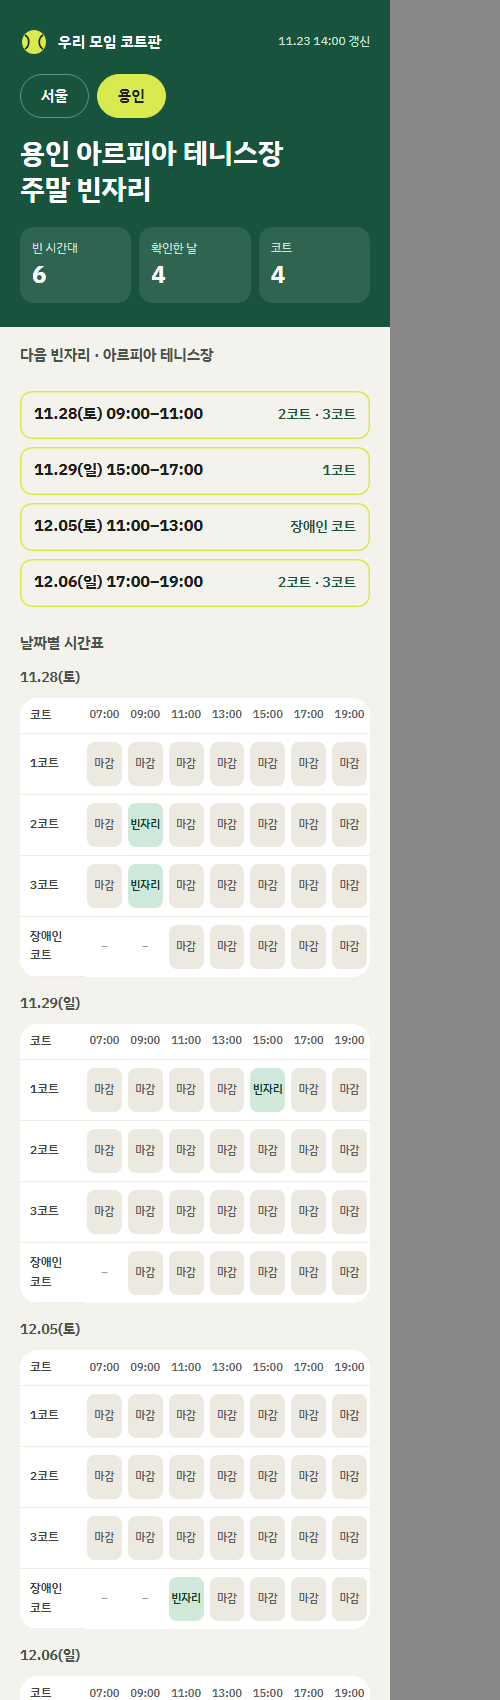 우리 모임 코트판
11.23 14:00 갱신
서울 용인
용인 아르피아 테니스장
주말 빈자리
빈 시간대 확인한 날 코트
6 4 4
다음 빈자리 · 아르피아 테니스장
11.28(토) 09:00–11:00 2코트 · 3코트
11.29(일) 15:00–17:00 1코트
12.05(토) 11:00–13:00 장애인 코트
12.06(일) 17:00–19:00 2코트 · 3코트
날짜별 시간표
11.28(토)
코트 07:00 09:00 11:00 13:00 15:00 17:00 19:00
1코트 마감 마감 마감 마감 마감 마감 마감
2코트 마감 빈자리 마감 마감 마감 마감 마감
3코트 마감 빈자리 마감 마감 마감 마감 마감
장애인
코트 – – 마감 마감 마감 마감 마감
11.29(일)
코트 07:00 09:00 11:00 13:00 15:00 17:00 19:00
1코트 마감 마감 마감 마감 빈자리 마감 마감
2코트 마감 마감 마감 마감 마감 마감 마감
3코트 마감 마감 마감 마감 마감 마감 마감
장애인
코트 – 마감 마감 마감 마감 마감 마감
12.05(토)
코트 07:00 09:00 11:00 13:00 15:00 17:00 19:00
1코트 마감 마감 마감 마감 마감 마감 마감
2코트 마감 마감 마감 마감 마감 마감 마감
3코트 마감 마감 마감 마감 마감 마감 마감
장애인
코트 – – 빈자리 마감 마감 마감 마감
12.06(일)
코트 07:00 09:00 11:00 13:00 15:00 17:00 19:00